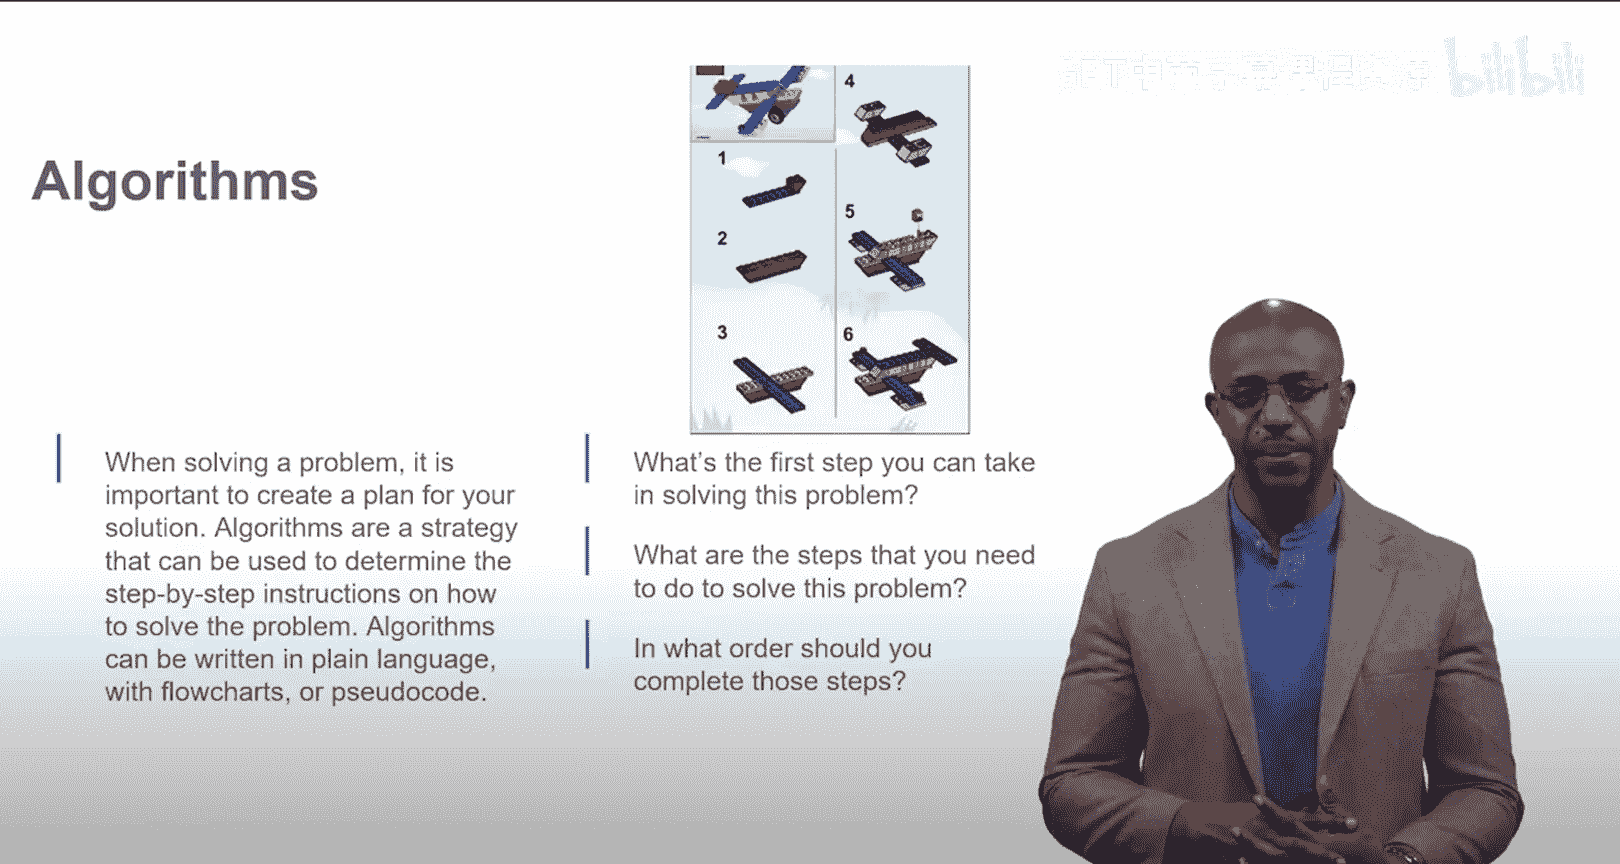 Algorithms
1
2
3
4
5
6
When solving a problem, it is
important to create a plan for your
solution. Algorithms are a strategy
that can be used to determine the
step-by-step instructions on how
to solve the problem. Algorithms
can be written in plain language,
with flowcharts, or pseudocode.
What's the first step you can take
in solving this problem?
What are the steps that you need
to do to solve this problem?
In what order should you
complete those steps?
bilibili